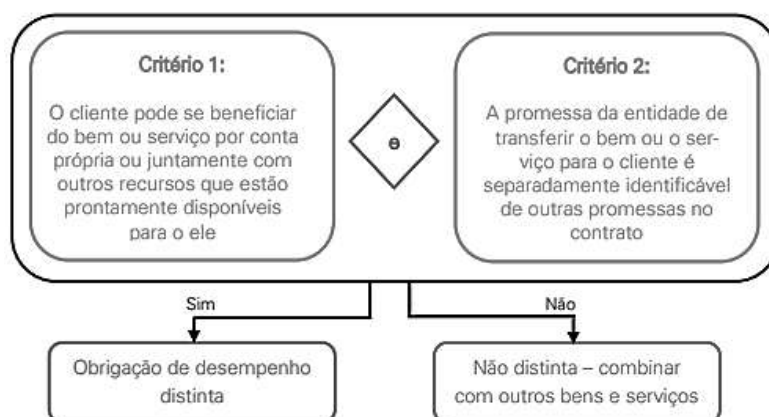 Critério 1:
O cliente pode se beneficiar
do bem ou serviço por conta
própria ou juntamente com
outros recursos que estão
prontamente disponíveis
para o ele
e
Critério 2:
A promessa da entidade de
transferir o bem ou o ser-
viço para o cliente é
separadamente identificável
de outras promessas no
contrato
Sim
Não
Obrigação de desempenho
distinta
Não distinta – combinar
com outros bens e serviços